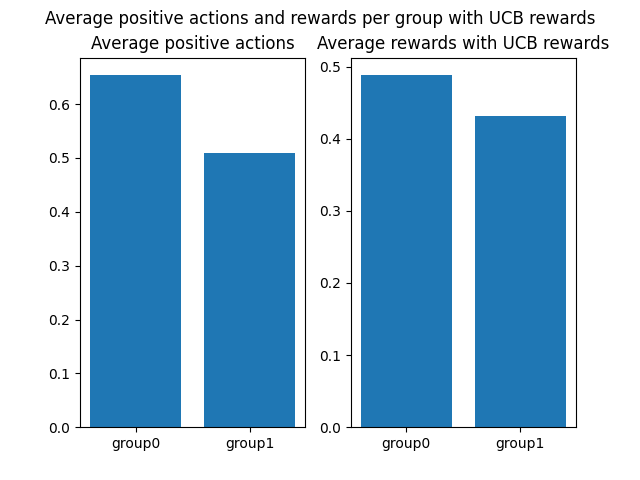 Average positive actions and rewards per group with UCB rewards
Average positive actions
Average rewards with UCB rewards
0.6
0.5
0.4
0.3
0.2
0.1
0.0
group0 group1
0.5
0.4
0.3
0.2
0.1
0.0
group0 group1